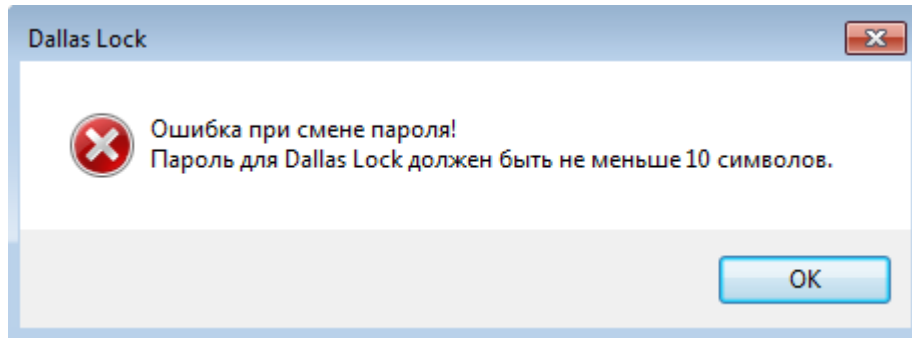 Dallas Lock
Ошибка при смене пароля!
Пароль для Dallas Lock должен быть не меньше 10 символов.
OK